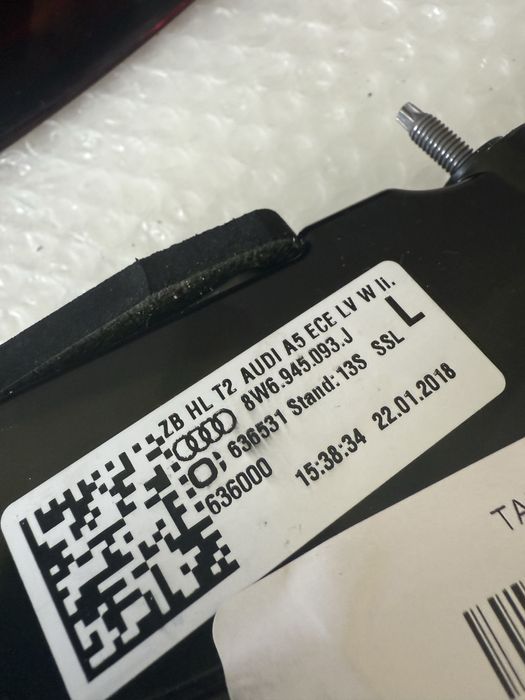 ZB HL T2 AUDI A5 ECE LV W li.
8W6.945.093.J L
636531 Stand: 13S SSL
636000 15:38:34 22.01.2018
TA